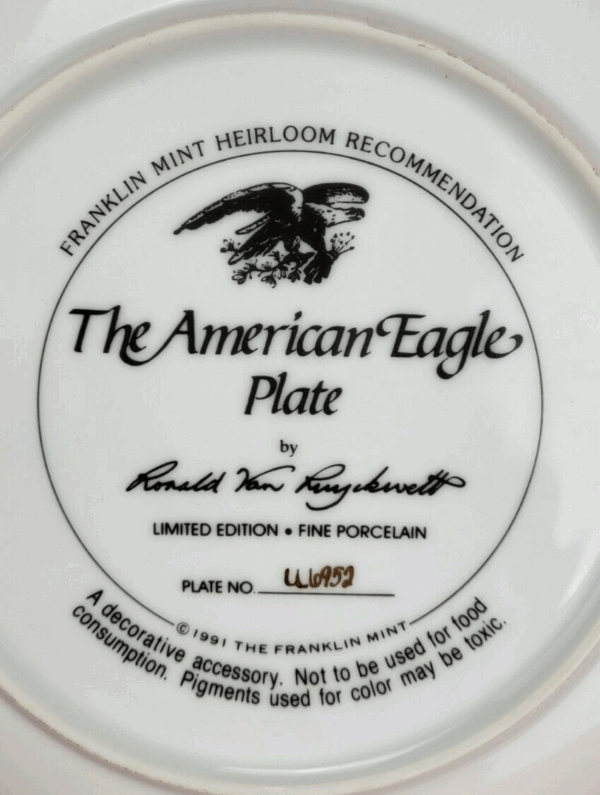 FRANKLIN MINT HEIRLOOM RECOMMENDATION
The American Eagle
Plate
by
Ronald Van Ruyckevelt
LIMITED EDITION • FINE PORCELAIN
PLATE NO. U6952
© 1991 THE FRANKLIN MINT
A decorative accessory. Not to be used for food
consumption. Pigments used for color may be toxic.